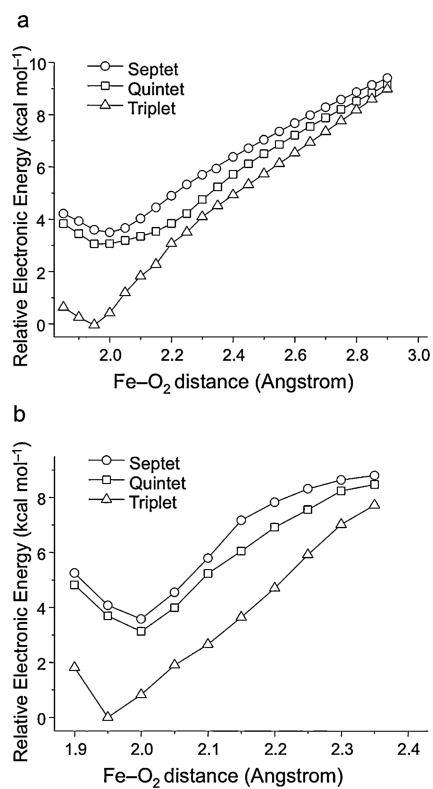 a
Septet
Quintet
Triplet
Relative Electronic Energy (kcal mol⁻¹)
10
8
6
4
2
0
2.0 2.2 2.4 2.6 2.8 3.0
Fe–O₂ distance (Angstrom)
b
Septet
Quintet
Triplet
Relative Electronic Energy (kcal mol⁻¹)
8
6
4
2
0
1.9 2.0 2.1 2.2 2.3 2.4
Fe–O₂ distance (Angstrom)